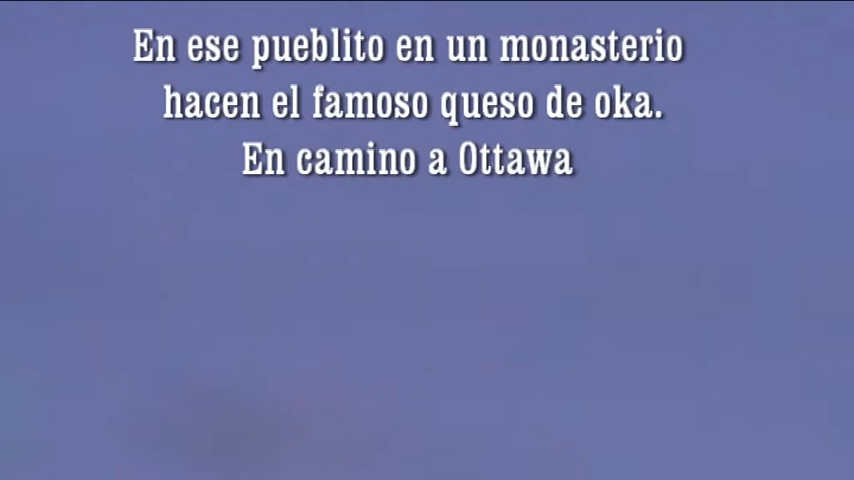 En ese pueblito en un monasterio
hacen el famoso queso de oka.
En camino a Ottawa